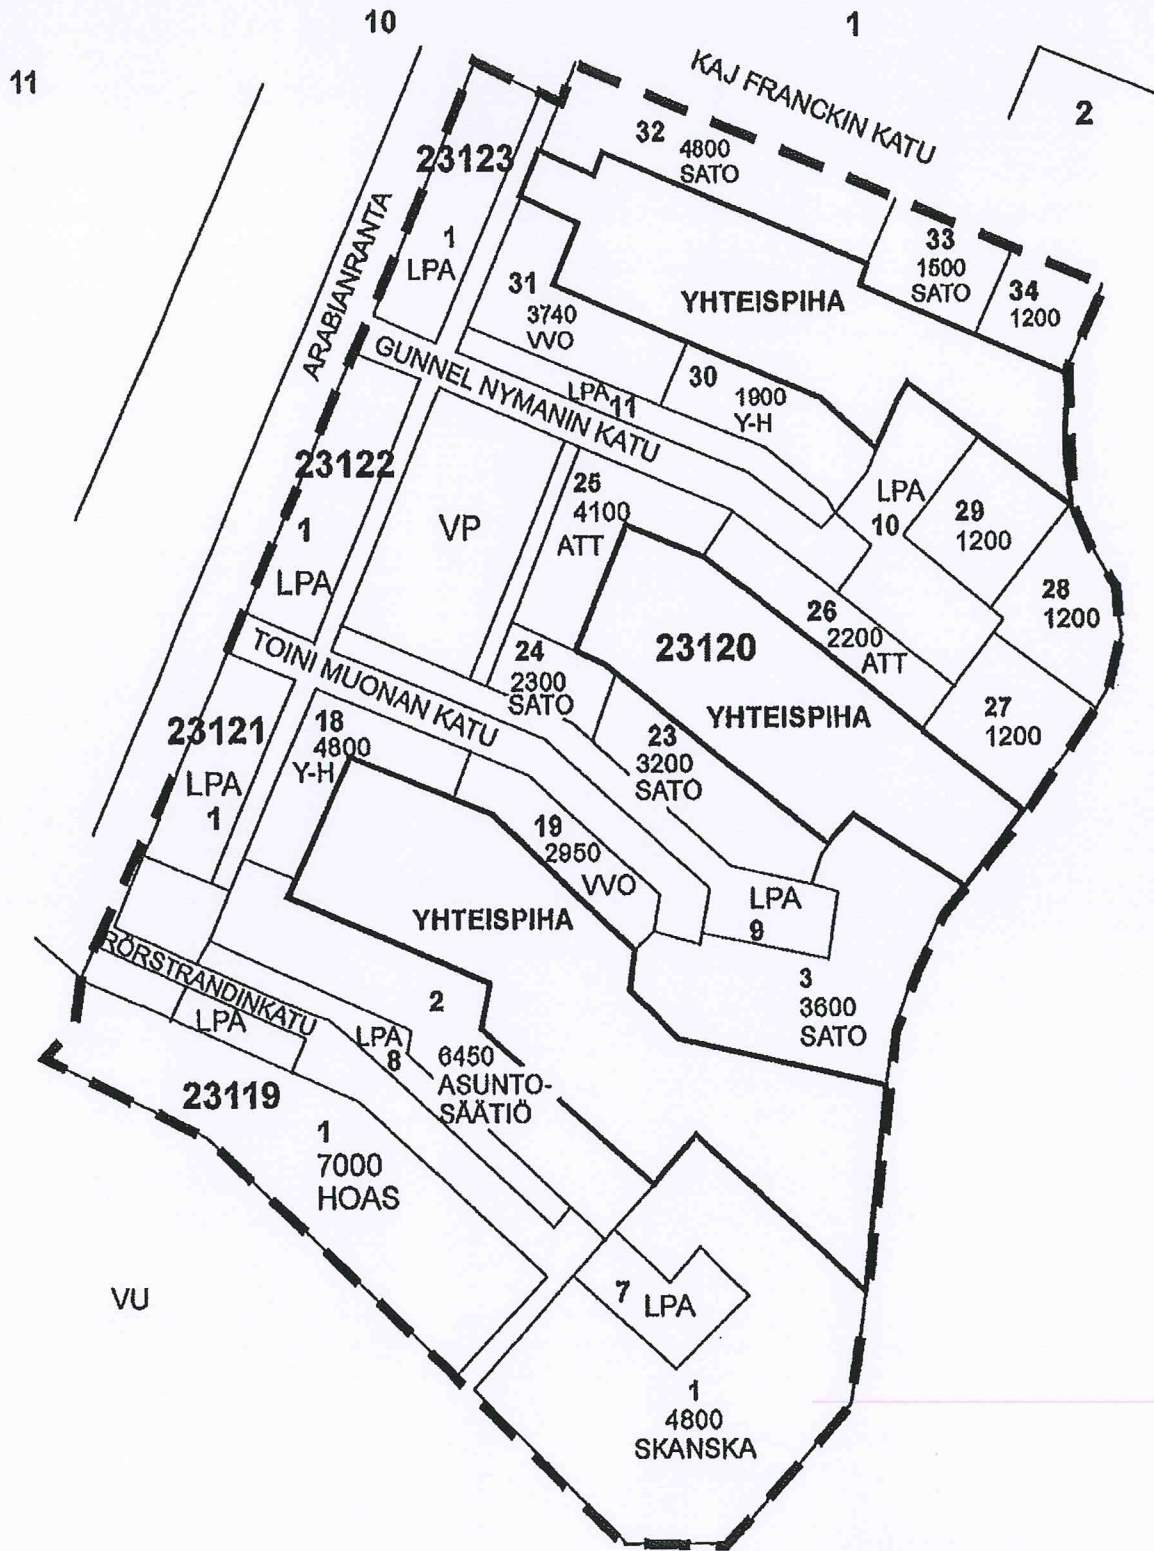 10
1
11
KAJ FRANCKIN KATU
2
32
4800
SATO
23123
ARABIANRANTA
1
LPA
33
1500
SATO
34
1200
31
3740
VVO
YHTEISPIHA
GUNNEL NYMANIN KATU
LPA 11
30
1900
Y-H
23122
1
LPA
VP
25
4100
ATT
LPA
10
29
1200
28
1200
26
2200
ATT
23120
YHTEISPIHA
27
1200
TOINI MUONAN KATU
24
2300
SATO
23
3200
SATO
23121
LPA
1
18
4800
Y-H
19
2950
VVO
YHTEISPIHA
LPA
9
3
3600
SATO
RÖRSTRANDINKATU
LPA
2
LPA
8
6450
ASUNTO-
SÄÄTIÖ
23119
1
7000
HOAS
VU
7 LPA
1
4800
SKANSKA